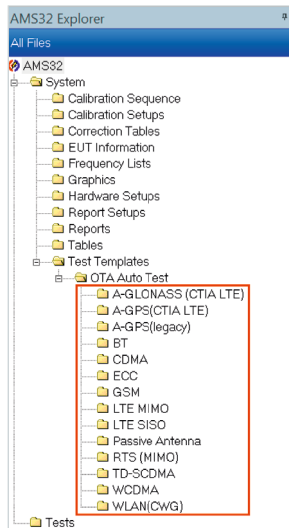 AMS32 Explorer
All Files
AMS32
System
Calibration Sequence
Calibration Setups
Correction Tables
EUT Information
Frequency Lists
Graphics
Hardware Setups
Report Setups
Reports
Tables
Test Templates
OTA Auto Test
A-GLONASS (CTIA LTE)
A-GPS(CTIA LTE)
A-GPS(legacy)
BT
CDMA
ECC
GSM
LTE MIMO
LTE SISO
Passive Antenna
RTS (MIMO)
TD-SCDMA
WCDMA
WLAN(CWG)
Tests